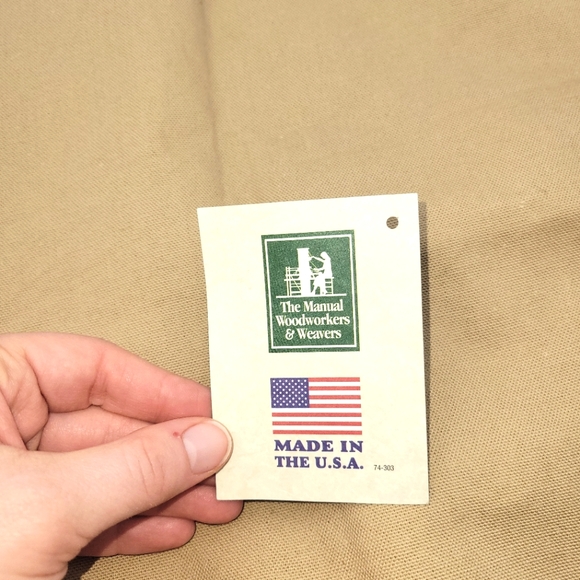 The Manual
Woodworkers
& Weavers
MADE IN
THE U.S.A.
74-303